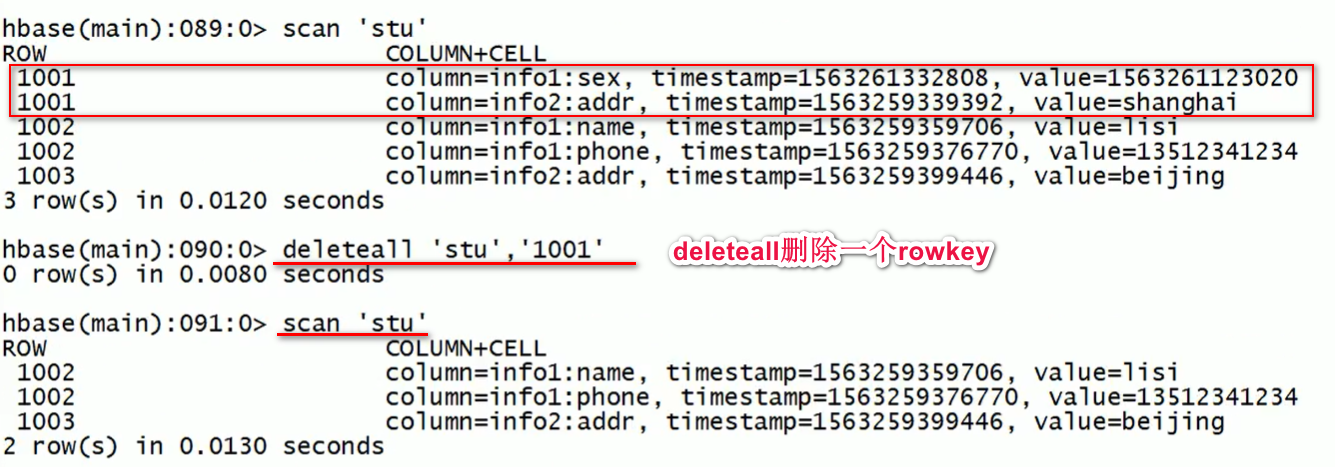 hbase(main):089:0> scan 'stu'
ROW COLUMN+CELL
1001 column=info1:sex, timestamp=1563261332808, value=1563261123020
1001 column=info2:addr, timestamp=1563259339392, value=shanghai
1002 column=info1:name, timestamp=1563259359706, value=lisi
1002 column=info1:phone, timestamp=1563259376770, value=13512341234
1003 column=info2:addr, timestamp=1563259399446, value=beijing
3 row(s) in 0.0120 seconds
hbase(main):090:0> deleteall 'stu','1001' deleteall删除一个rowkey
0 row(s) in 0.0080 seconds
hbase(main):091:0> scan 'stu'
ROW COLUMN+CELL
1002 column=info1:name, timestamp=1563259359706, value=lisi
1002 column=info1:phone, timestamp=1563259376770, value=13512341234
1003 column=info2:addr, timestamp=1563259399446, value=beijing
2 row(s) in 0.0130 seconds